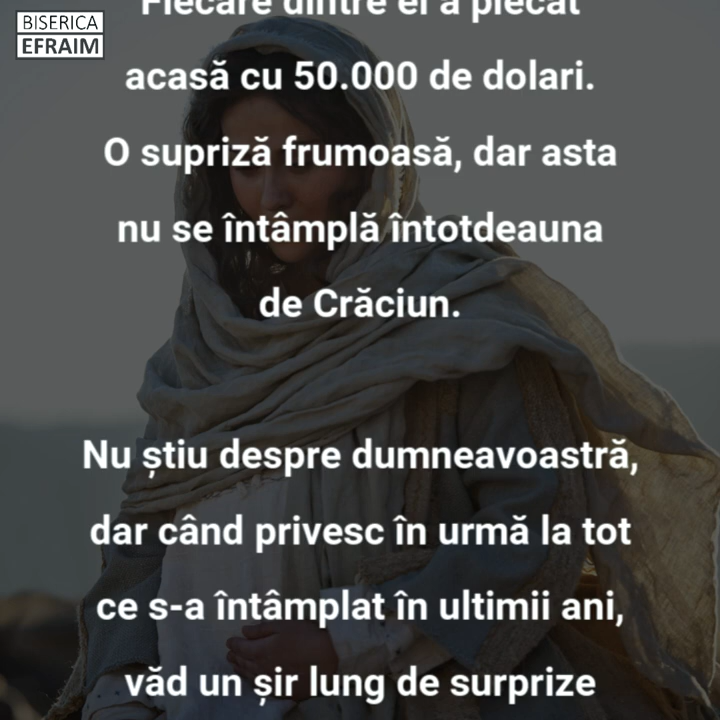 BISERICA
EFRAIM
Fiecare dintre ei a plecat
acasă cu 50.000 de dolari.
O supriză frumoasă, dar asta
nu se întâmplă întotdeauna
de Crăciun.
Nu știu despre dumneavoastră,
dar când privesc în urmă la tot
ce s-a întâmplat în ultimii ani,
văd un șir lung de surprize